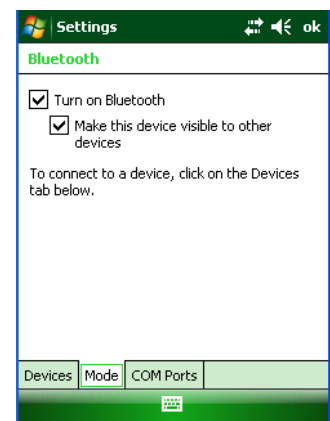 Settings ok
Bluetooth
Turn on Bluetooth
Make this device visible to other
devices
To connect to a device, click on the Devices
tab below.
Devices Mode COM Ports